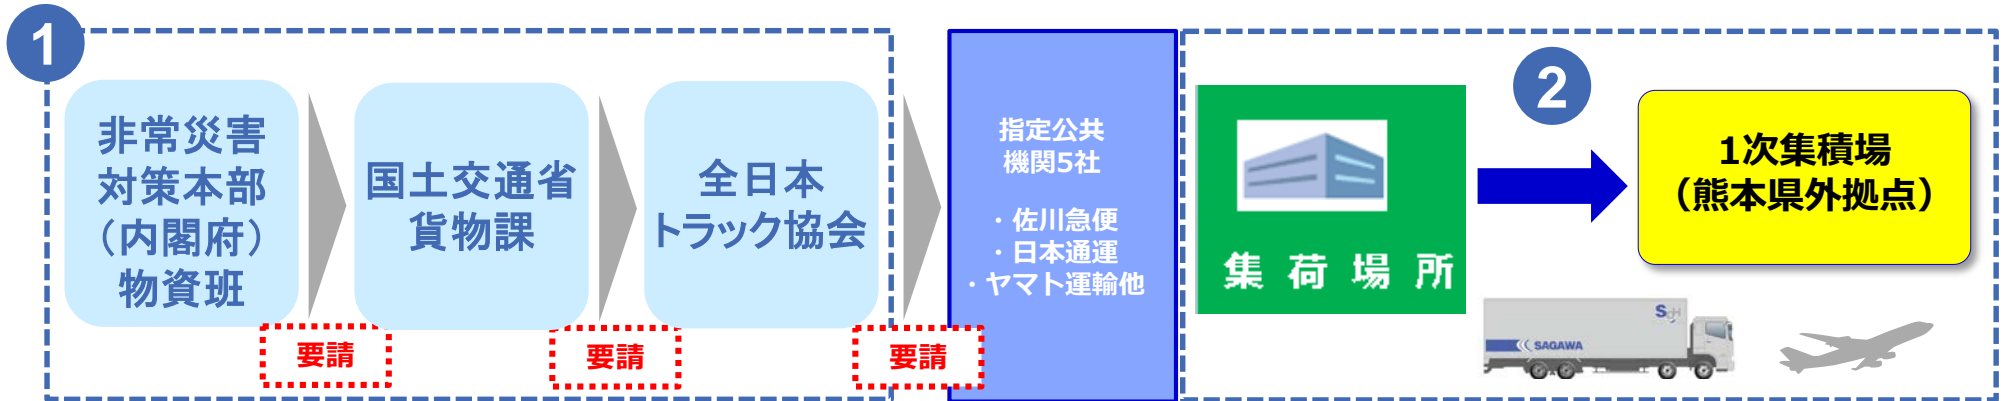 1
非常災害
対策本部
（内閣府）
物資班
要請
国土交通省
貨物課
要請
全日本
トラック協会
要請
指定公共
機関5社
・佐川急便
・日本通運
・ヤマト運輸他
集荷場所
2
1次集積場
（熊本県外拠点）
SGH
SAGAWA